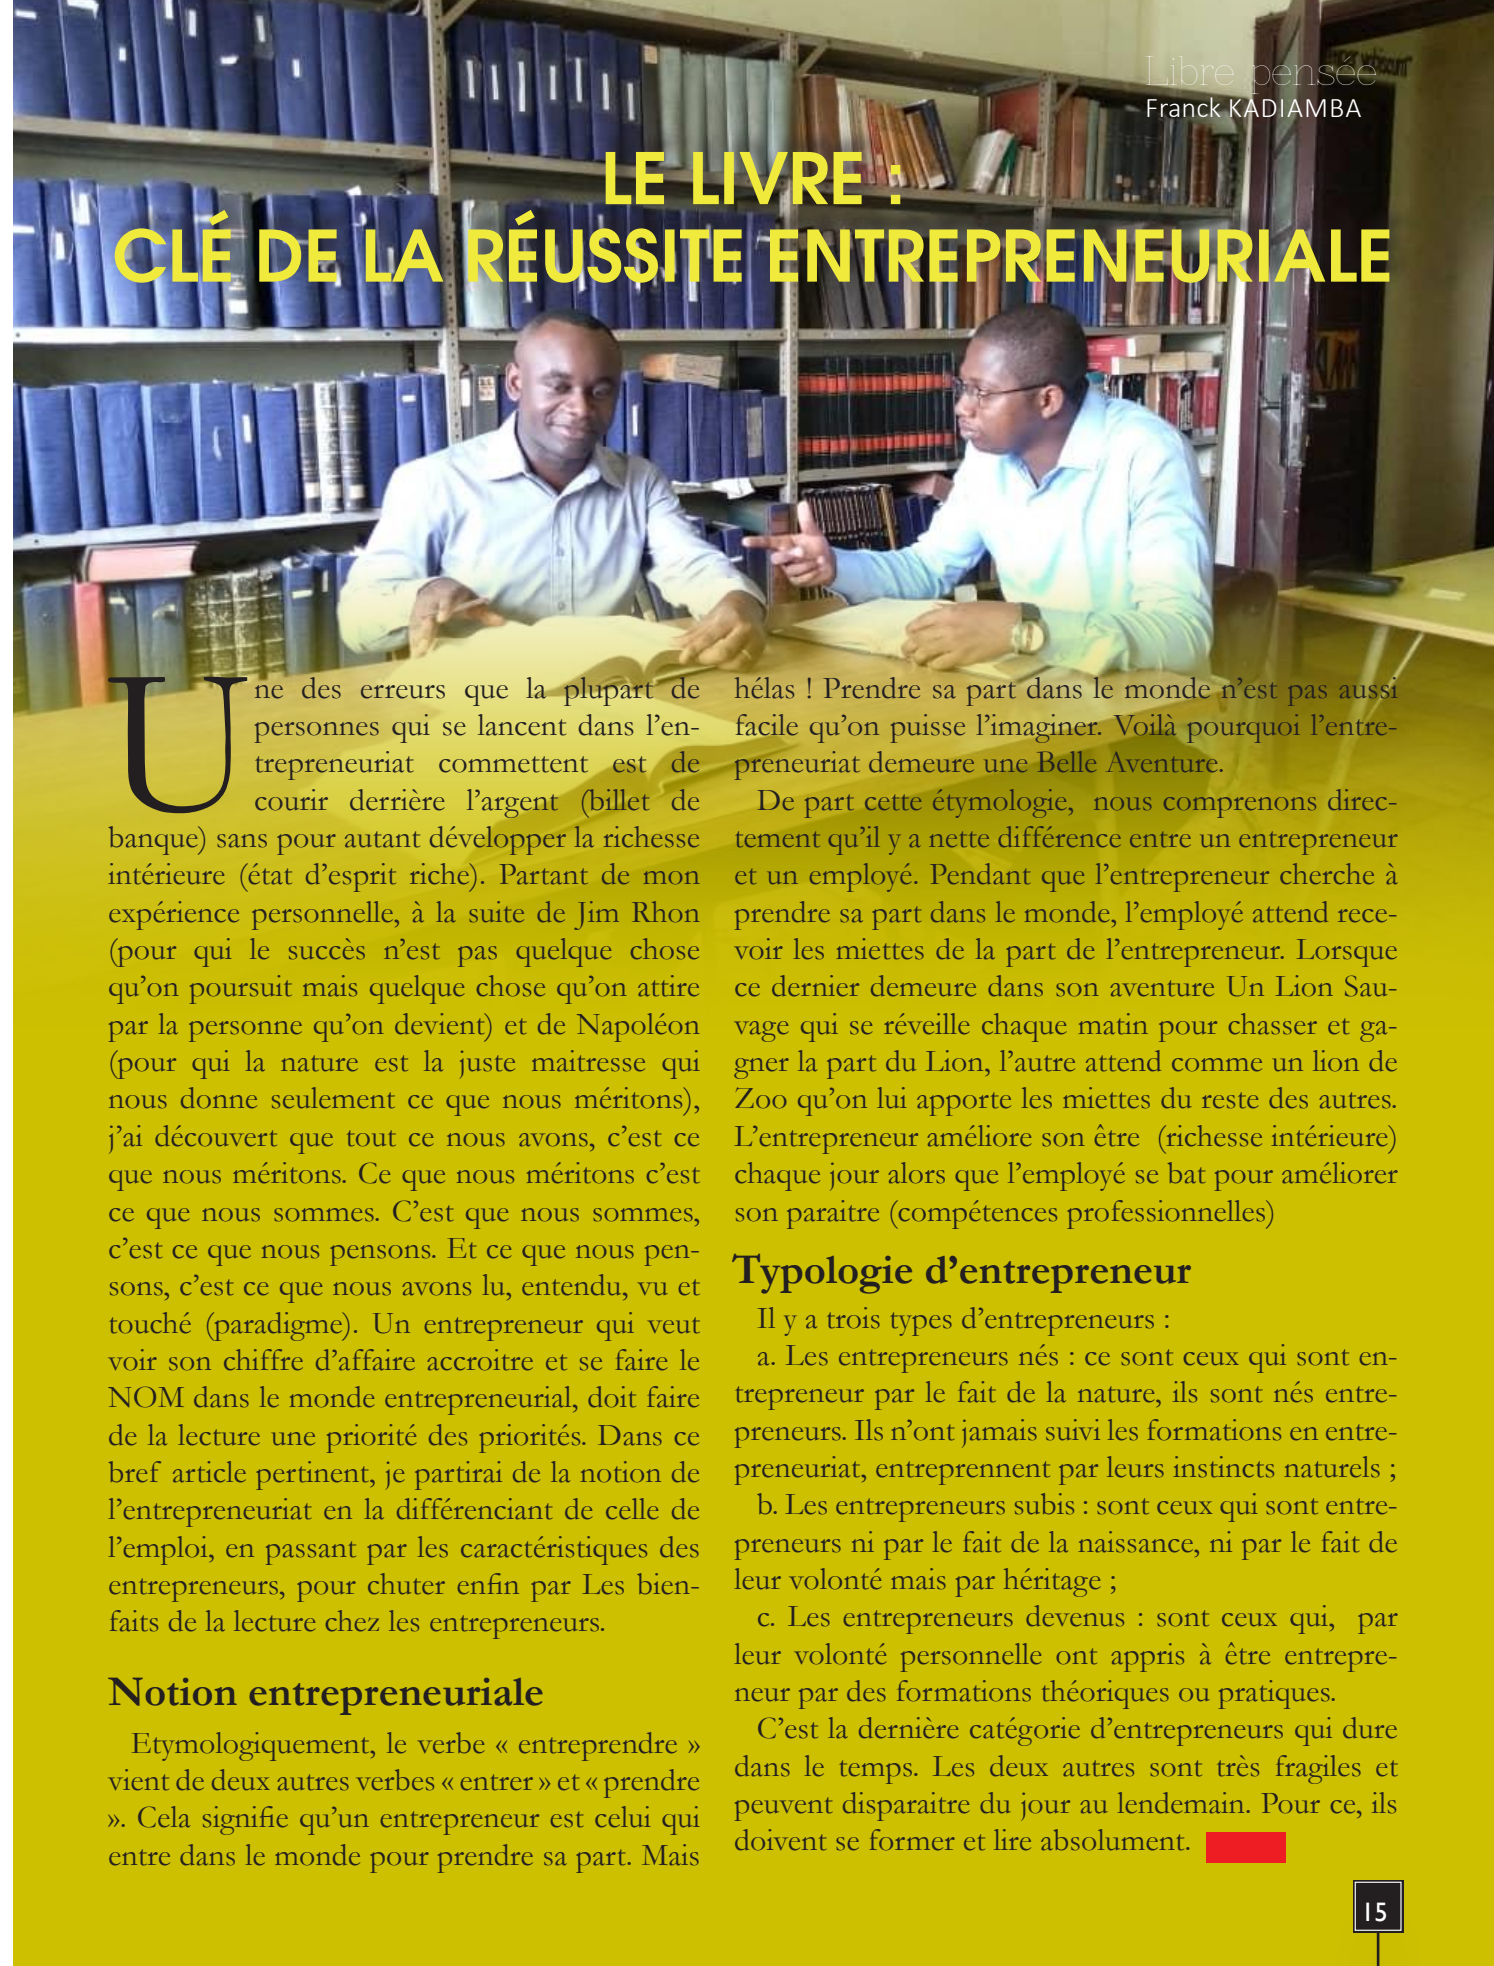 Libre pensée
Franck KADIAMBA
LE LIVRE :
CLÉ DE LA RÉUSSITE ENTREPRENEURIALE
Une des erreurs que la plupart de
personnes qui se lancent dans l'en-
trepreneuriat commettent est de
courir derrière l'argent (billet de
banque) sans pour autant développer la richesse
intérieure (état d'esprit riche). Partant de mon
expérience personnelle, à la suite de Jim Rhon
(pour qui le succès n'est pas quelque chose
qu'on poursuit mais quelque chose qu'on attire
par la personne qu'on devient) et de Napoléon
(pour qui la nature est la juste maitresse qui
nous donne seulement ce que nous méritons),
j'ai découvert que tout ce nous avons, c'est ce
que nous méritons. Ce que nous méritons c'est
ce que nous sommes. C'est que nous sommes,
c'est ce que nous pensons. Et ce que nous pen-
sons, c'est ce que nous avons lu, entendu, vu et
touché (paradigme). Un entrepreneur qui veut
voir son chiffre d'affaire accroitre et se faire le
NOM dans le monde entrepreneurial, doit faire
de la lecture une priorité des priorités. Dans ce
bref article pertinent, je partirai de la notion de
l'entrepreneuriat en la différenciant de celle de
l'emploi, en passant par les caractéristiques des
entrepreneurs, pour chuter enfin par Les bien-
faits de la lecture chez les entrepreneurs.
Notion entrepreneuriale
Etymologiquement, le verbe « entreprendre »
vient de deux autres verbes « entrer » et « prendre
». Cela signifie qu'un entrepreneur est celui qui
entre dans le monde pour prendre sa part. Mais
hélas ! Prendre sa part dans le monde n'est pas aussi
facile qu'on puisse l'imaginer. Voilà pourquoi l'entre-
preneuriat demeure une Belle Aventure.
De part cette étymologie, nous comprenons direc-
tement qu'il y a nette différence entre un entrepreneur
et un employé. Pendant que l'entrepreneur cherche à
prendre sa part dans le monde, l'employé attend rece-
voir les miettes de la part de l'entrepreneur. Lorsque
ce dernier demeure dans son aventure Un Lion Sau-
vage qui se réveille chaque matin pour chasser et ga-
gner la part du Lion, l'autre attend comme un lion de
Zoo qu'on lui apporte les miettes du reste des autres.
L'entrepreneur améliore son être (richesse intérieure)
chaque jour alors que l'employé se bat pour améliorer
son paraitre (compétences professionnelles)
Typologie d'entrepreneur
Il y a trois types d'entrepreneurs :
a. Les entrepreneurs nés : ce sont ceux qui sont en-
trepreneur par le fait de la nature, ils sont nés entre-
preneurs. Ils n'ont jamais suivi les formations en entre-
preneuriat, entreprennent par leurs instincts naturels ;
b. Les entrepreneurs subis : sont ceux qui sont entre-
preneurs ni par le fait de la naissance, ni par le fait de
leur volonté mais par héritage ;
c. Les entrepreneurs devenus : sont ceux qui, par
leur volonté personnelle ont appris à être entrepre-
neur par des formations théoriques ou pratiques.
C'est la dernière catégorie d'entrepreneurs qui dure
dans le temps. Les deux autres sont très fragiles et
peuvent disparaitre du jour au lendemain. Pour ce, ils
doivent se former et lire absolument.
15